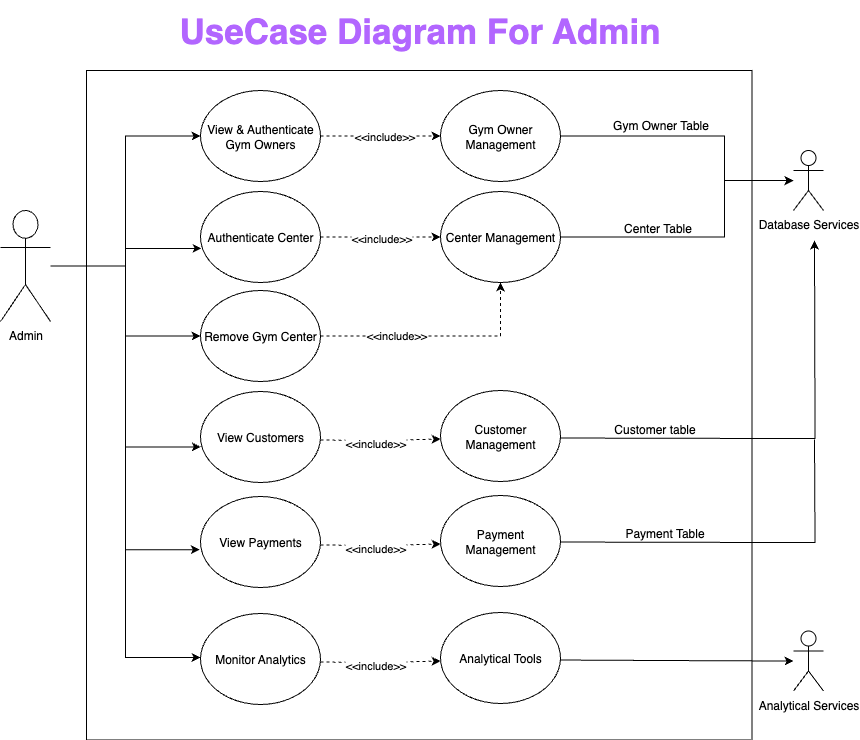 UseCase Diagram For Admin
View & Authenticate
Gym Owners
<<include>>
Gym Owner
Management
Gym Owner Table
Database Services
Authenticate Center
<<include>>
Center Management
Center Table
Admin
Remove Gym Center
<<include>>
View Customers
<<include>>
Customer
Management
Customer table
View Payments
<<include>>
Payment
Management
Payment Table
Monitor Analytics
<<include>>
Analytical Tools
Analytical Services